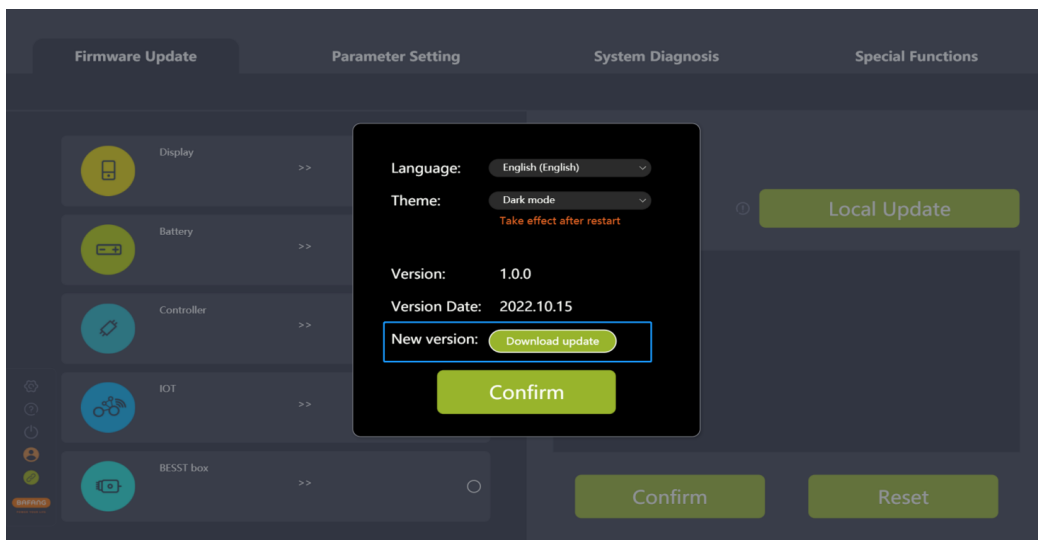 Firmware Update
Parameter Setting
System Diagnosis
Special Functions
Display
>>
Battery
>>
Controller
>>
IOT
>>
BESST box
>>
Language:
English (English)
Theme:
Dark mode
Take effect after restart
Version:
1.0.0
Version Date:
2022.10.15
New version:
Download update
Confirm
Local Update
Confirm
Reset
BAFANG